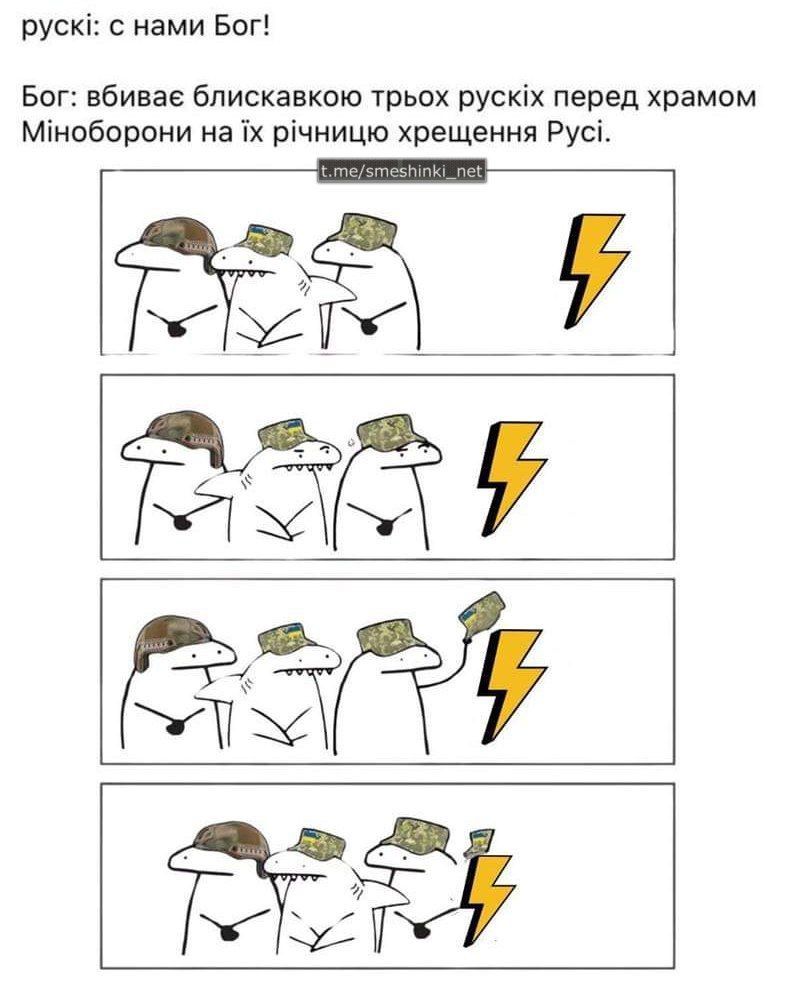 рускі: с нами Бог!
Бог: вбиває блискавкою трьох рускіх перед храмом
Міноборони на їх річницю хрещення Русі.
t.me/smeshinki_net